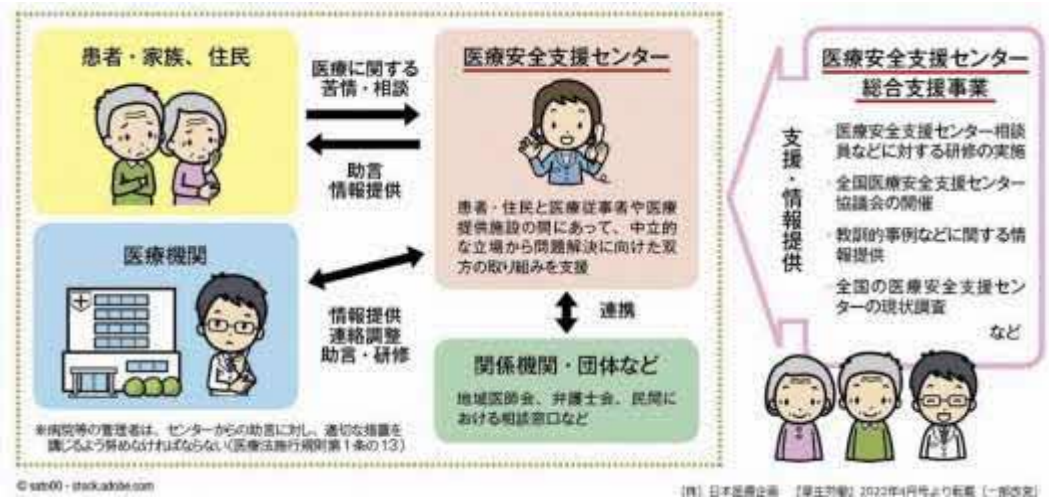 患者・家族、住民
医療に関する
苦情・相談
助言
情報提供
医療機関
情報提供
連絡調整
助言・研修
※病院等の管理者は、センターからの助言に対し、適切な措置を
講じるよう努めなければならない(医療法施行規則第1条の13)
医療安全支援センター
患者・住民と医療従事者や医療
提供施設の間にあって、中立的
な立場から問題解決に向けた双
方の取り組みを支援
連携
関係機関・団体など
地域医師会、弁護士会、民間に
おける相談窓口など
医療安全支援センター
総合支援事業
支援・情報提供
医療安全支援センター相談
員などに対する研修の実施
全国医療安全支援センター
協議会の開催
教訓的事例などに関する情
報提供
全国の医療安全支援セン
ターの現状調査
など
© sato00 - stock.adobe.com
(株)日本医療企画 『厚生労働』2022年4月号より転載(一部改変)